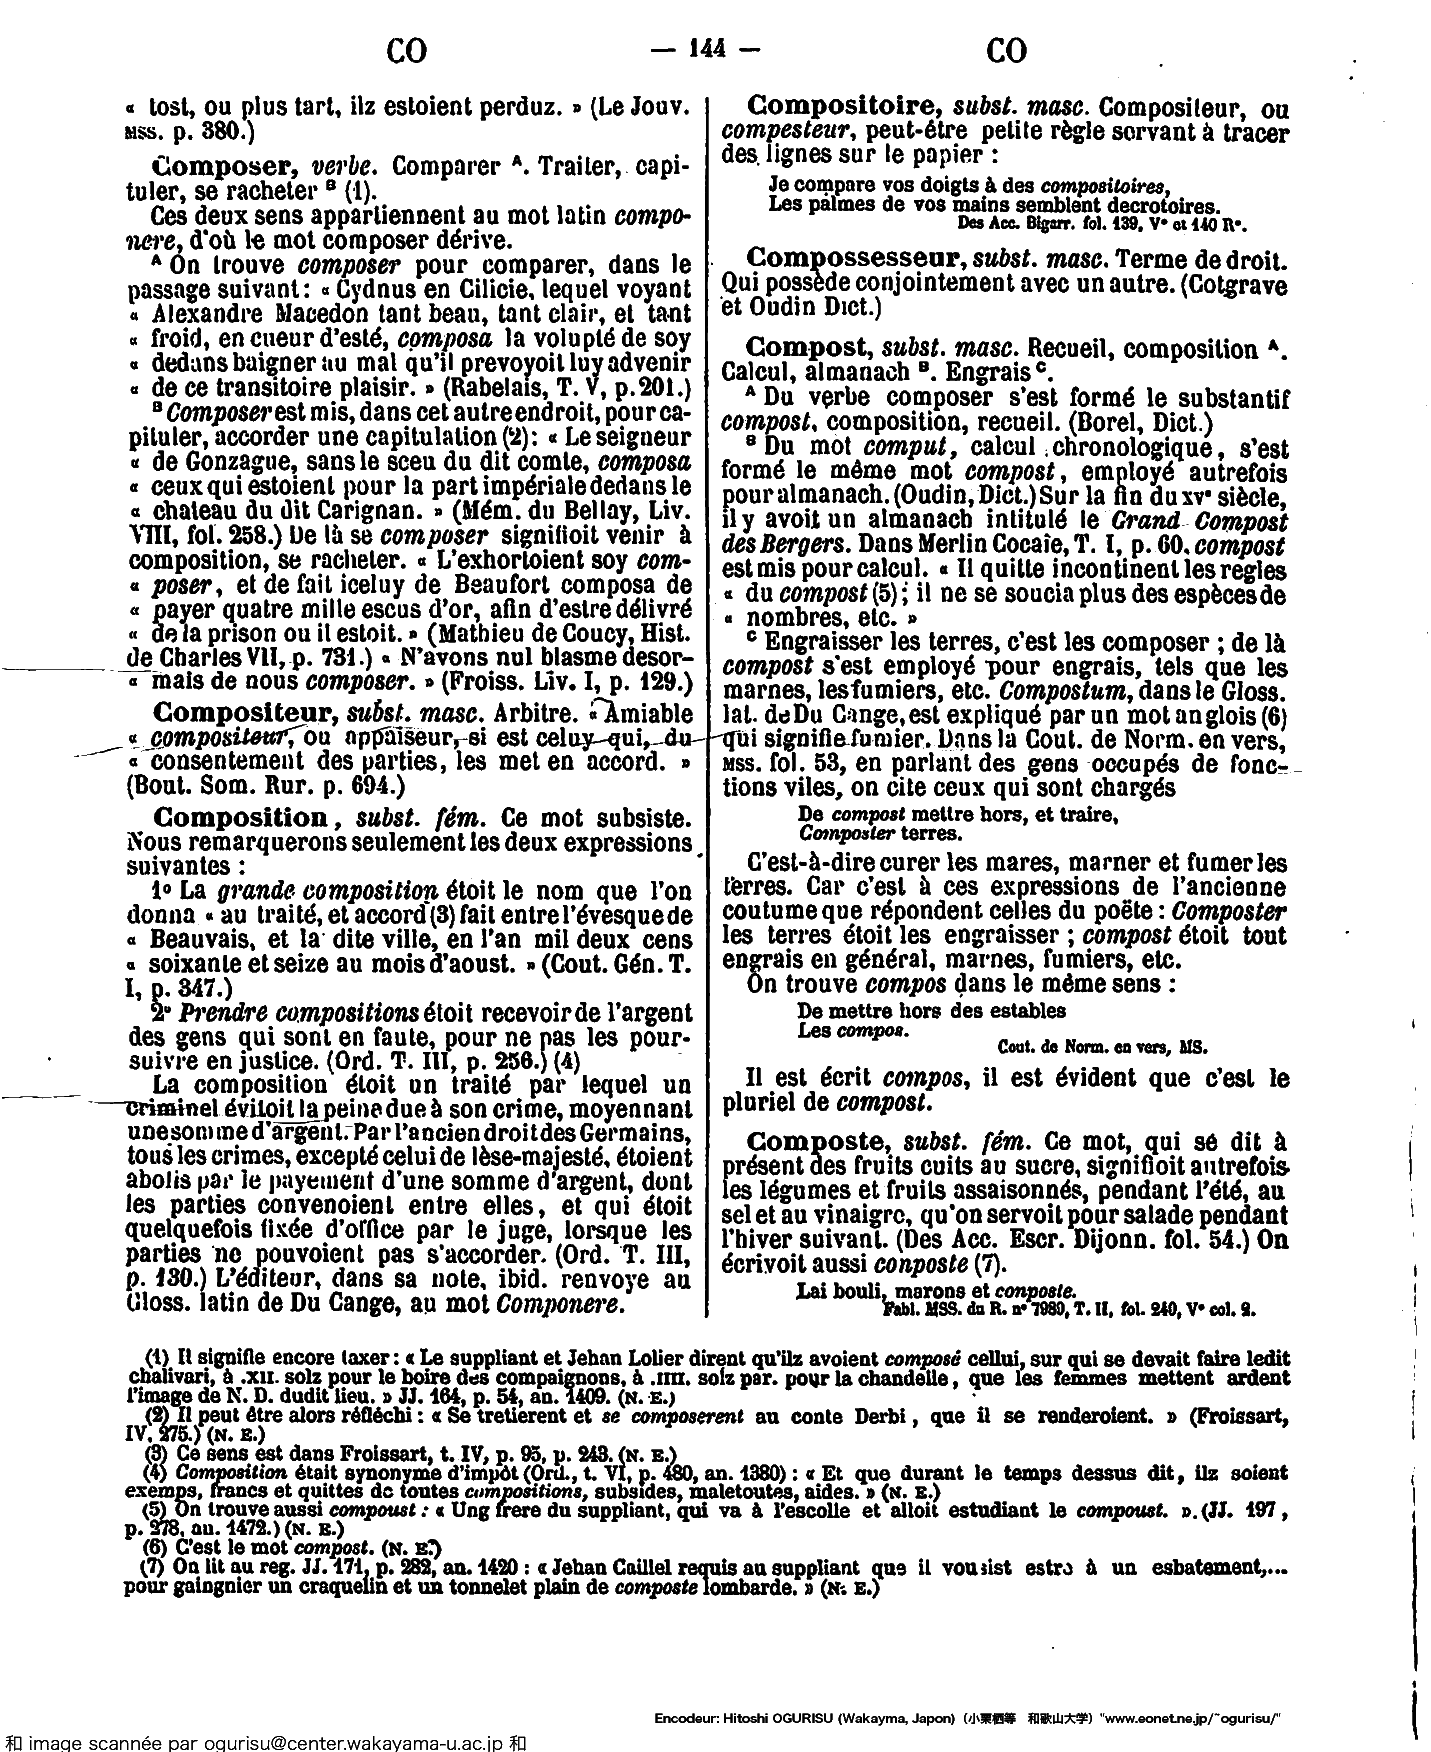 CO — 144 — CO
« tost, ou plus tart, ilz estoient perduz. » (Le Jouv.
MSS. p. 380.)
Composer, verbe. Comparer A. Traiter, capi-
tuler, se racheter B (1).
Ces deux sens appartiennent au mot latin compo-
nere, d'où le mot composer dérive.
A On trouve composer pour comparer, dans le
passage suivant : « Cydnus en Cilicie, lequel voyant
« Alexandre Macedon tant beau, tant clair, et tant
« froid, en cueur d'esté, composa la volupté de soy
« dedans baigner au mal qu'il prevoyoit luy advenir
« de ce transitoire plaisir. » (Rabelais, T. V, p. 201.)
B Composer est mis, dans cet autre endroit, pour ca-
pituler, accorder une capitulation (2) : « Le seigneur
« de Gonzague, sans le sceu du dit comte, composa
« ceux qui estoient pour la part impériale dedans le
« chateau du dit Carignan. » (Mém. du Bellay, Liv.
VIII, fol. 258.) De là se composer signifioit venir à
composition, se racheter. « L'exhortoient soy com-
« poser, et de fait iceluy de Beaufort composa de
« payer quatre mille escus d'or, afin d'estre délivré
« de la prison ou il estoit. » (Mathieu de Coucy, Hist.
de Charles VII, p. 731.) « N'avons nul blasme desor-
« mais de nous composer. » (Froiss. Liv. I, p. 129.)
Compositeur, subst. masc. Arbitre. « Amiable
« compositeur, ou appaiseur, si est celuy qui, du
« consentement des parties, les met en accord. »
(Bout. Som. Rur. p. 694.)
Composition, subst. fém. Ce mot subsiste.
Nous remarquerons seulement les deux expressions
suivantes :
1º La grande composition étoit le nom que l'on
donna « au traité, et accord (3) fait entre l'évesque de
« Beauvais, et la dite ville, en l'an mil deux cens
« soixante et seize au mois d'aoust. » (Cout. Gén. T.
I, p. 347.)
2º Prendre compositions étoit recevoir de l'argent
des gens qui sont en faute, pour ne pas les pour-
suivre en justice. (Ord. T. III, p. 256.) (4)
La composition étoit un traité par lequel un
criminel évitoit la peine due à son crime, moyennant
une somme d'argent. Par l'ancien droit des Germains,
tous les crimes, excepté celui de lèse-majesté, étoient
abolis par le payement d'une somme d'argent, dont
les parties convenoient entre elles, et qui étoit
quelquefois fixée d'office par le juge, lorsque les
parties ne pouvoient pas s'accorder. (Ord. T. III,
p. 130.) L'éditeur, dans sa note, ibid. renvoye au
Gloss. latin de Du Cange, au mot Componere.
Compositoire, subst. masc. Compositeur, ou
compesteur, peut-être petite règle servant à tracer
des lignes sur le papier :
Je compare vos doigts à des compositoires,
Les palmes de vos mains semblent decrotoires.
Des Acc. Bigarr. fol. 139, Vº et 140 Rº.
Compossesseur, subst. masc. Terme de droit.
Qui possède conjointement avec un autre. (Cotgrave
et Oudin Dict.)
Compost, subst. masc. Recueil, composition A.
Calcul, almanach B. Engrais C.
A Du verbe composer s'est formé le substantif
compost, composition, recueil. (Borel, Dict.)
B Du mot comput, calcul chronologique, s'est
formé le même mot compost, employé autrefois
pour almanach. (Oudin, Dict.) Sur la fin du XVe siècle,
il y avoit un almanach intitulé le Grand Compost
des Bergers. Dans Merlin Cocaïe, T. I, p. 60, compost
est mis pour calcul. « Il quitte incontinent les regles
« du compost (5) ; il ne se soucia plus des espèces de
« nombres, etc. »
C Engraisser les terres, c'est les composer ; de là
compost s'est employé pour engrais, tels que les
marnes, les fumiers, etc. Compostum, dans le Gloss.
lat. de Du Cange, est expliqué par un mot anglois (6)
qui signifie fumier. Dans la Cout. de Norm. en vers,
MSS. fol. 53, en parlant des gens occupés de fonc-
tions viles, on cite ceux qui sont chargés
De compost mettre hors, et traire,
Composter terres.
C'est-à-dire curer les mares, marner et fumer les
terres. Car c'est à ces expressions de l'ancienne
coutume que répondent celles du poëte : Composter
les terres étoit les engraisser ; compost étoit tout
engrais en général, marnes, fumiers, etc.
On trouve compos dans le même sens :
De mettre hors des estables
Les compos.
Cout. de Norm. en vers, MS.
Il est écrit compos, il est évident que c'est le
pluriel de compost.
Composte, subst. fém. Ce mot, qui se dit à
présent des fruits cuits au sucre, signifioit autrefois
les légumes et fruits assaisonnés, pendant l'été, au
sel et au vinaigre, qu'on servoit pour salade pendant
l'hiver suivant. (Des Acc. Escr. Dijonn. fol. 54.) On
écrivoit aussi conposte (7).
Lai bouli, marons et conposte.
Fabl. MSS. du R. nº 7989, T. II, fol. 240, Vº col. 2.
(1) Il signifie encore taxer : « Le suppliant et Jehan Lolier dirent qu'ilz avoient composé cellui, sur qui se devait faire ledit
chalivari, à .XII. solz pour le boire des compaignons, à .IIII. solz par. pour la chandelle, que les femmes mettent ardent
l'image de N. D. dudit lieu. » JJ. 164, p. 54, an. 1409. (N. E.)
(2) Il peut être alors réfléchi : « Se tretierent et se composerent au conte Derbi, que il se renderoient. » (Froissart,
IV, 275.) (N. E.)
(3) Ce sens est dans Froissart, t. IV, p. 95, p. 243. (N. E.)
(4) Composition était synonyme d'impôt (Ord., t. VI, p. 480, an. 1380) : « Et que durant le temps dessus dit, ilz soient
exemps, francs et quittes de toutes compositions, subsides, maletoutes, aides. » (N. E.)
(5) On trouve aussi compoust : « Ung frere du suppliant, qui va à l'escolle et alloit estudiant le compoust. ». (JJ. 197,
p. 278, an. 1472.) (N. E.)
(6) C'est le mot compost. (N. E.)
(7) On lit au reg. JJ. 171, p. 282, an. 1420 : « Jehan Caillel requis au suppliant que il vousist estre à un esbatement,...
pour gaingnier un craquelin et un tonnelet plain de composte lombarde. » (N. E.)
Encodeur: Hitoshi OGURISU (Wakayma, Japon) (小栗栖等 和歌山大学) "www.eonet.ne.jp/~ogurisu/"
和 image scannée par ogurisu@center.wakayama-u.ac.jp 和